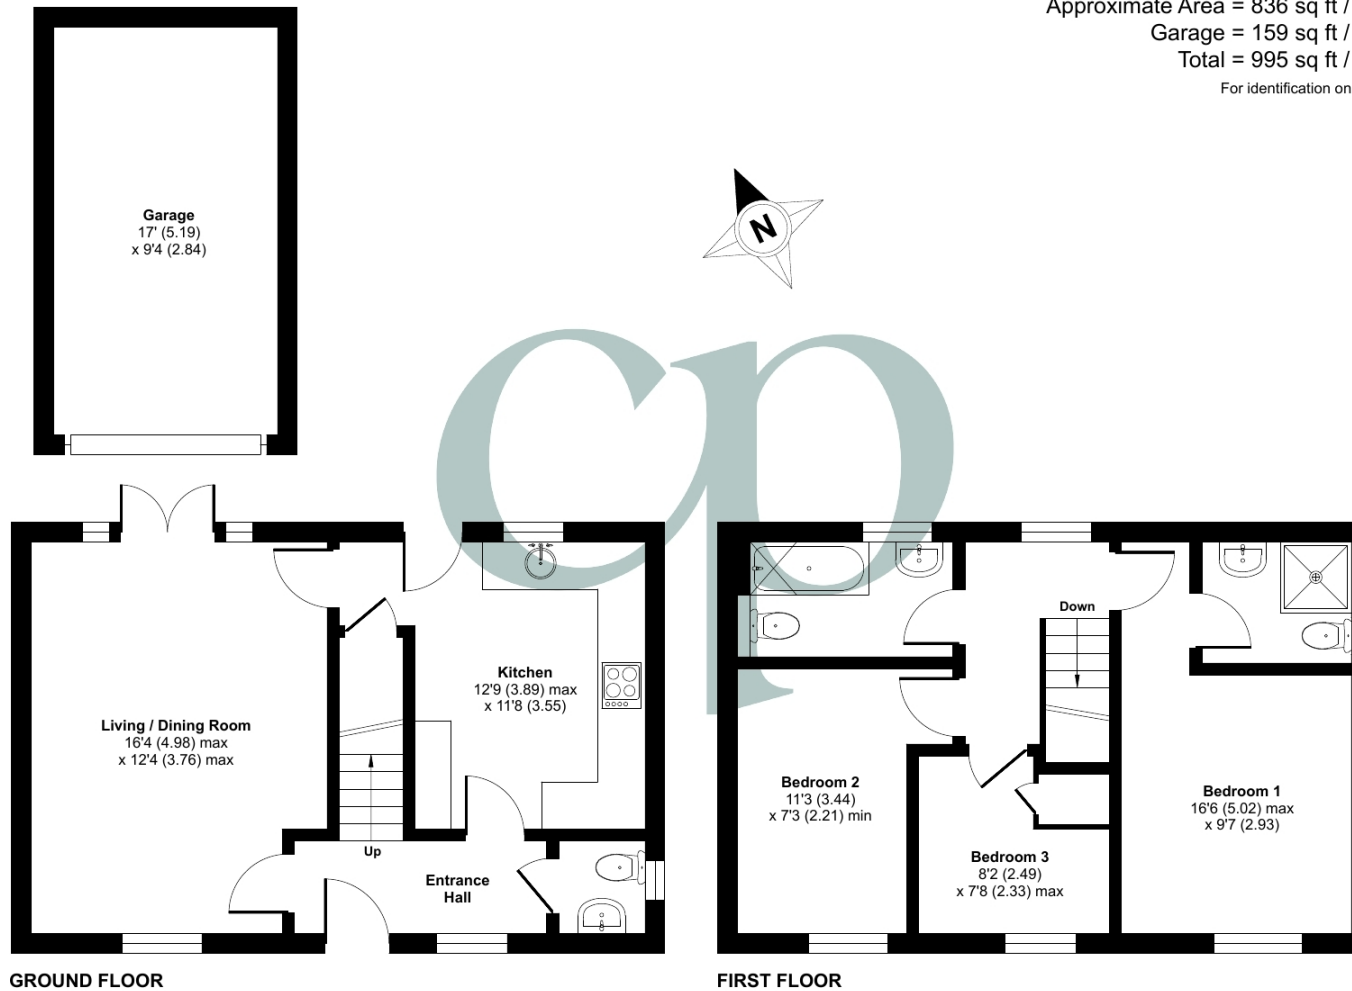 Approximate Area = 836 sq ft /
Garage = 159 sq ft /
Total = 995 sq ft /
For identification on
Garage
17' (5.19)
x 9'4 (2.84)
N
cp
Living / Dining Room
16'4 (4.98) max
x 12'4 (3.76) max
Kitchen
12'9 (3.89) max
x 11'8 (3.55)
Up
Entrance
Hall
GROUND FLOOR
Down
Bedroom 2
11'3 (3.44)
x 7'3 (2.21) min
Bedroom 3
8'2 (2.49)
x 7'8 (2.33) max
Bedroom 1
16'6 (5.02) max
x 9'7 (2.93)
FIRST FLOOR